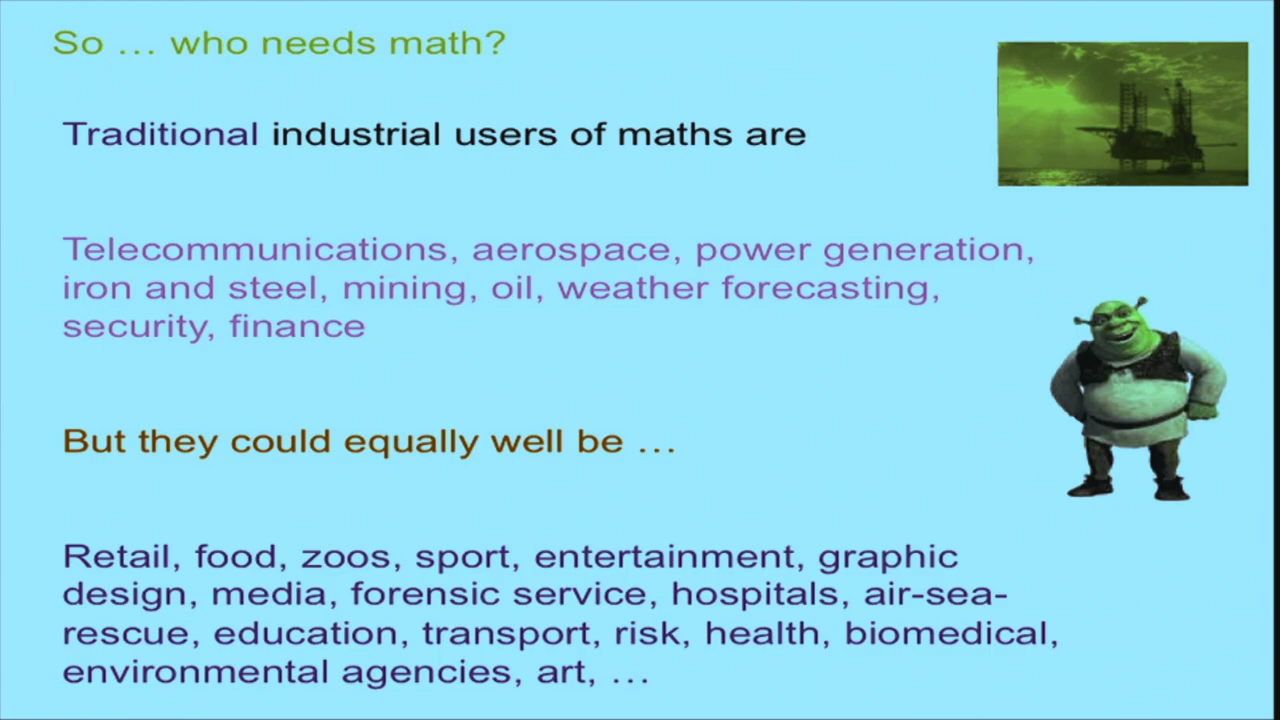 So … who needs math?
Traditional industrial users of maths are
Telecommunications, aerospace, power generation,
iron and steel, mining, oil, weather forecasting,
security, finance
But they could equally well be …
Retail, food, zoos, sport, entertainment, graphic
design, media, forensic service, hospitals, air-sea-
rescue, education, transport, risk, health, biomedical,
environmental agencies, art, …